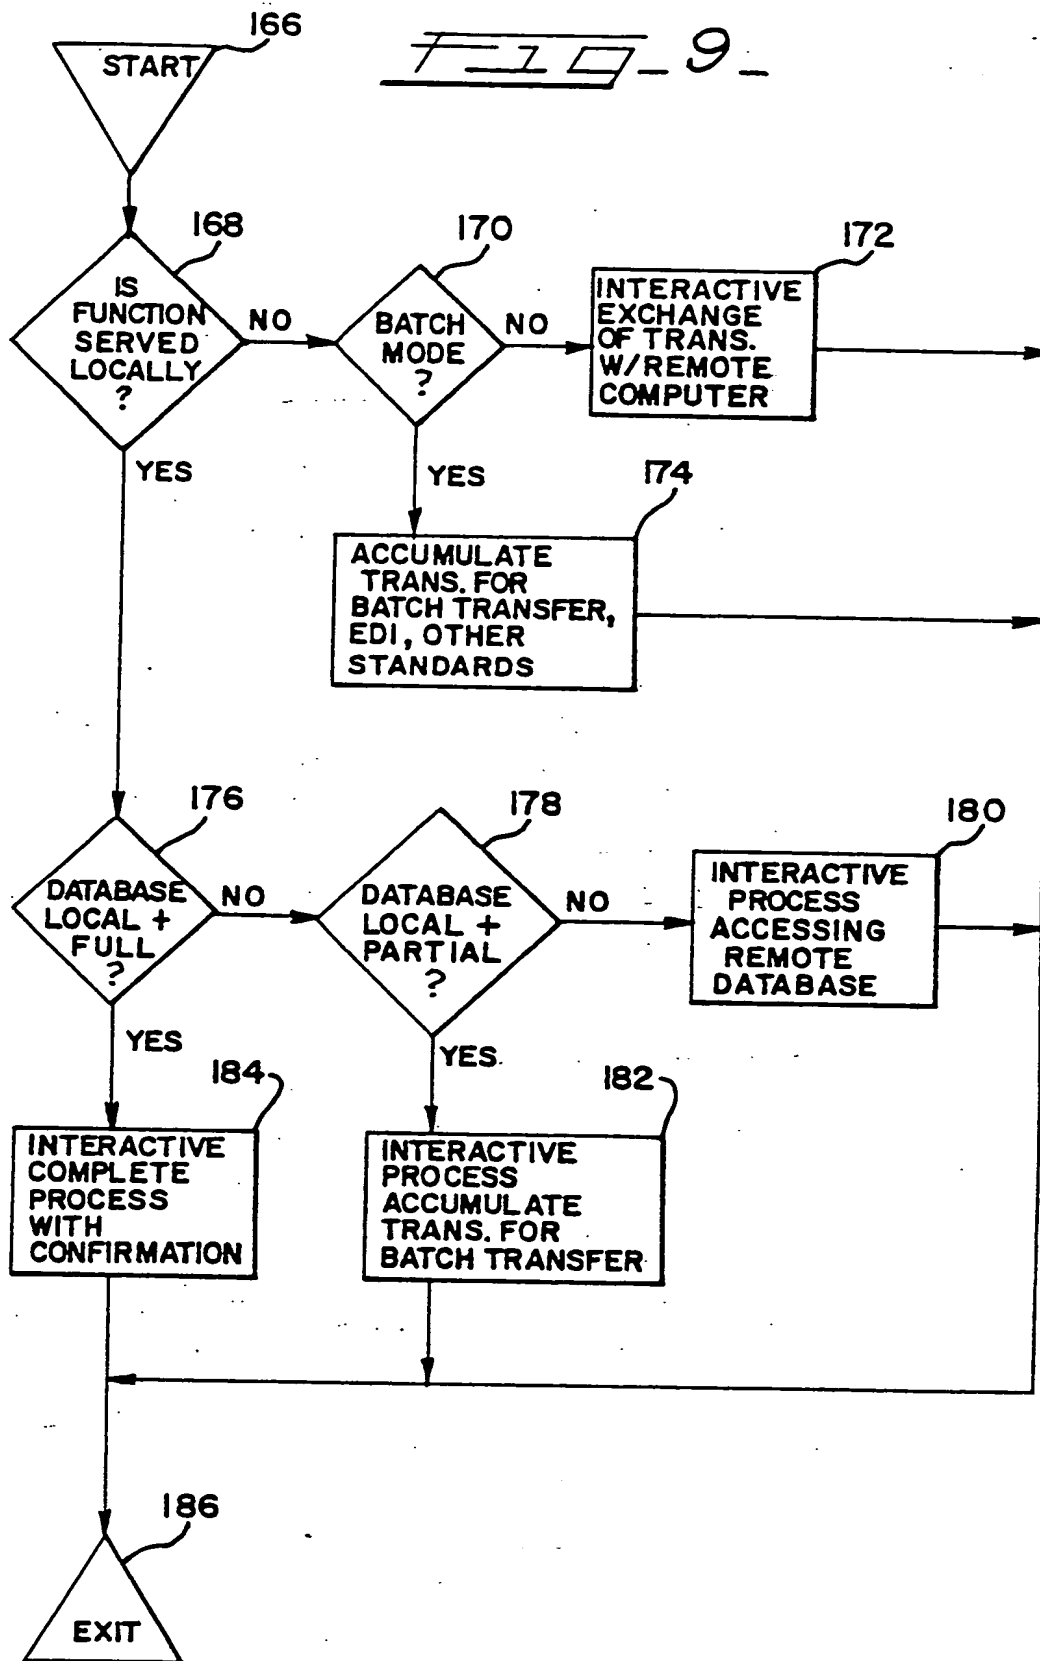 Fig_9_
166
START
168
IS
FUNCTION
SERVED
LOCALLY
?
NO
170
BATCH
MODE
?
NO
172
INTERACTIVE
EXCHANGE
OF TRANS.
W/REMOTE
COMPUTER
YES
YES
174
ACCUMULATE
TRANS. FOR
BATCH TRANSFER,
EDI, OTHER
STANDARDS
176
DATABASE
LOCAL +
FULL
?
NO
178
DATABASE
LOCAL +
PARTIAL
?
NO
180
INTERACTIVE
PROCESS
ACCESSING
REMOTE
DATABASE
YES
184
INTERACTIVE
COMPLETE
PROCESS
WITH
CONFIRMATION
YES
182
INTERACTIVE
PROCESS
ACCUMULATE
TRANS. FOR
BATCH TRANSFER
186
EXIT